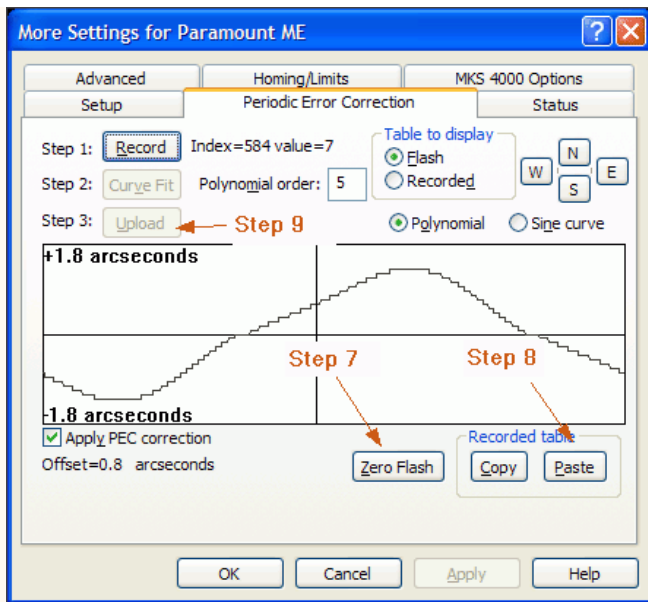 More Settings for Paramount ME
Advanced Homing/Limits MKS 4000 Options
Setup Periodic Error Correction Status
Step 1: Record Index=584 value=7
Table to display
Flash
Recorded
N
W E
S
Step 2: Curve Fit Polynomial order: 5
Step 3: Upload Step 9
Polynomial Sine curve
+1.8 arcseconds
Step 7 Step 8
-1.8 arcseconds
Apply PEC correction
Recorded table
Offset=0.8 arcseconds
Zero Flash Copy Paste
OK Cancel Apply Help